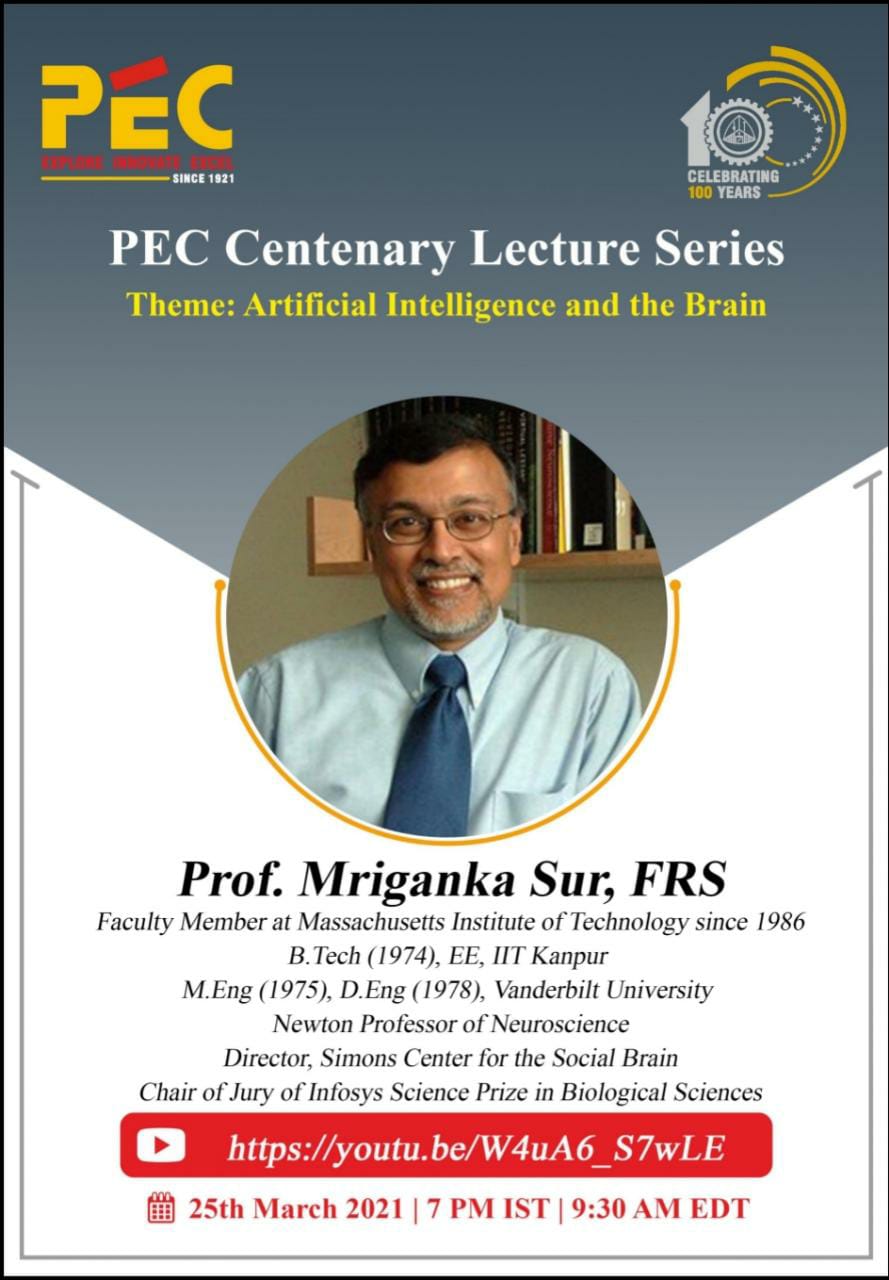 PEC
EXPLORE INNOVATE EXCEL
SINCE 1921
100
CELEBRATING
100 YEARS
PEC Centenary Lecture Series
Theme: Artificial Intelligence and the Brain
Prof. Mriganka Sur, FRS
Faculty Member at Massachusetts Institute of Technology since 1986
B.Tech (1974), EE, IIT Kanpur
M.Eng (1975), D.Eng (1978), Vanderbilt University
Newton Professor of Neuroscience
Director, Simons Center for the Social Brain
Chair of Jury of Infosys Science Prize in Biological Sciences
https://youtu.be/W4uA6_S7wLE
25th March 2021 | 7 PM IST | 9:30 AM EDT